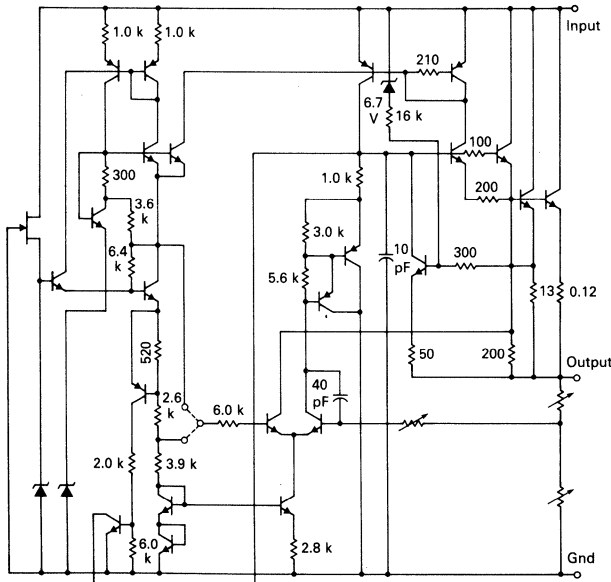 Input
1.0 k
1.0 k
210
6.7
V
16 k
100
300
1.0 k
200
3.6
k
3.0 k
6.4
k
10
pF
300
5.6 k
13
0.12
520
50
200
Output
40
pF
2.6
k
6.0 k
2.0 k
3.9 k
6.0
k
2.8 k
Gnd